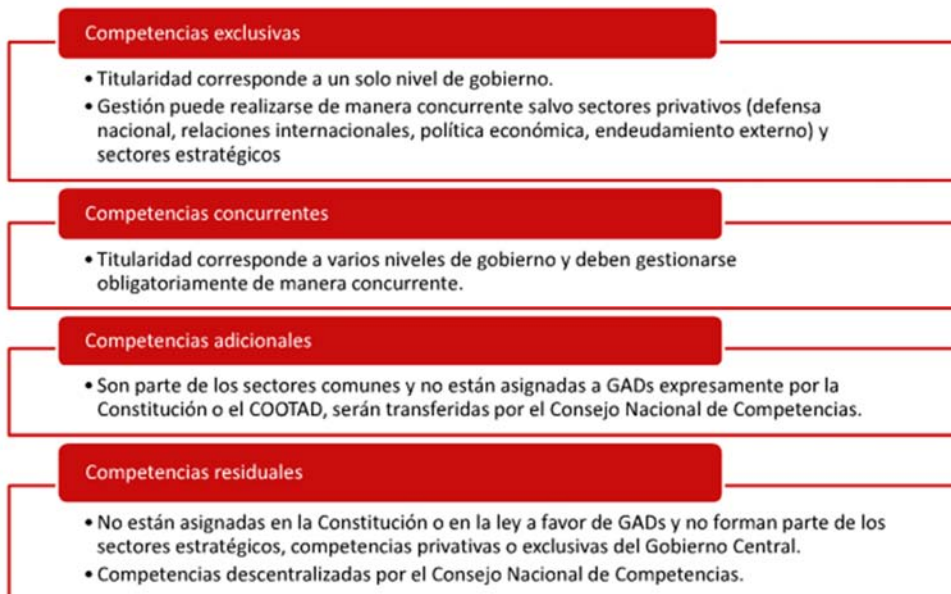 Competencias exclusivas
• Titularidad corresponde a un solo nivel de gobierno.
• Gestión puede realizarse de manera concurrente salvo sectores privativos (defensa
nacional, relaciones internacionales, política económica, endeudamiento externo) y
sectores estratégicos
Competencias concurrentes
• Titularidad corresponde a varios niveles de gobierno y deben gestionarse
obligatoriamente de manera concurrente.
Competencias adicionales
• Son parte de los sectores comunes y no están asignadas a GADs expresamente por la
Constitución o el COOTAD, serán transferidas por el Consejo Nacional de Competencias.
Competencias residuales
• No están asignadas en la Constitución o en la ley a favor de GADs y no forman parte de los
sectores estratégicos, competencias privativas o exclusivas del Gobierno Central.
• Competencias descentralizadas por el Consejo Nacional de Competencias.